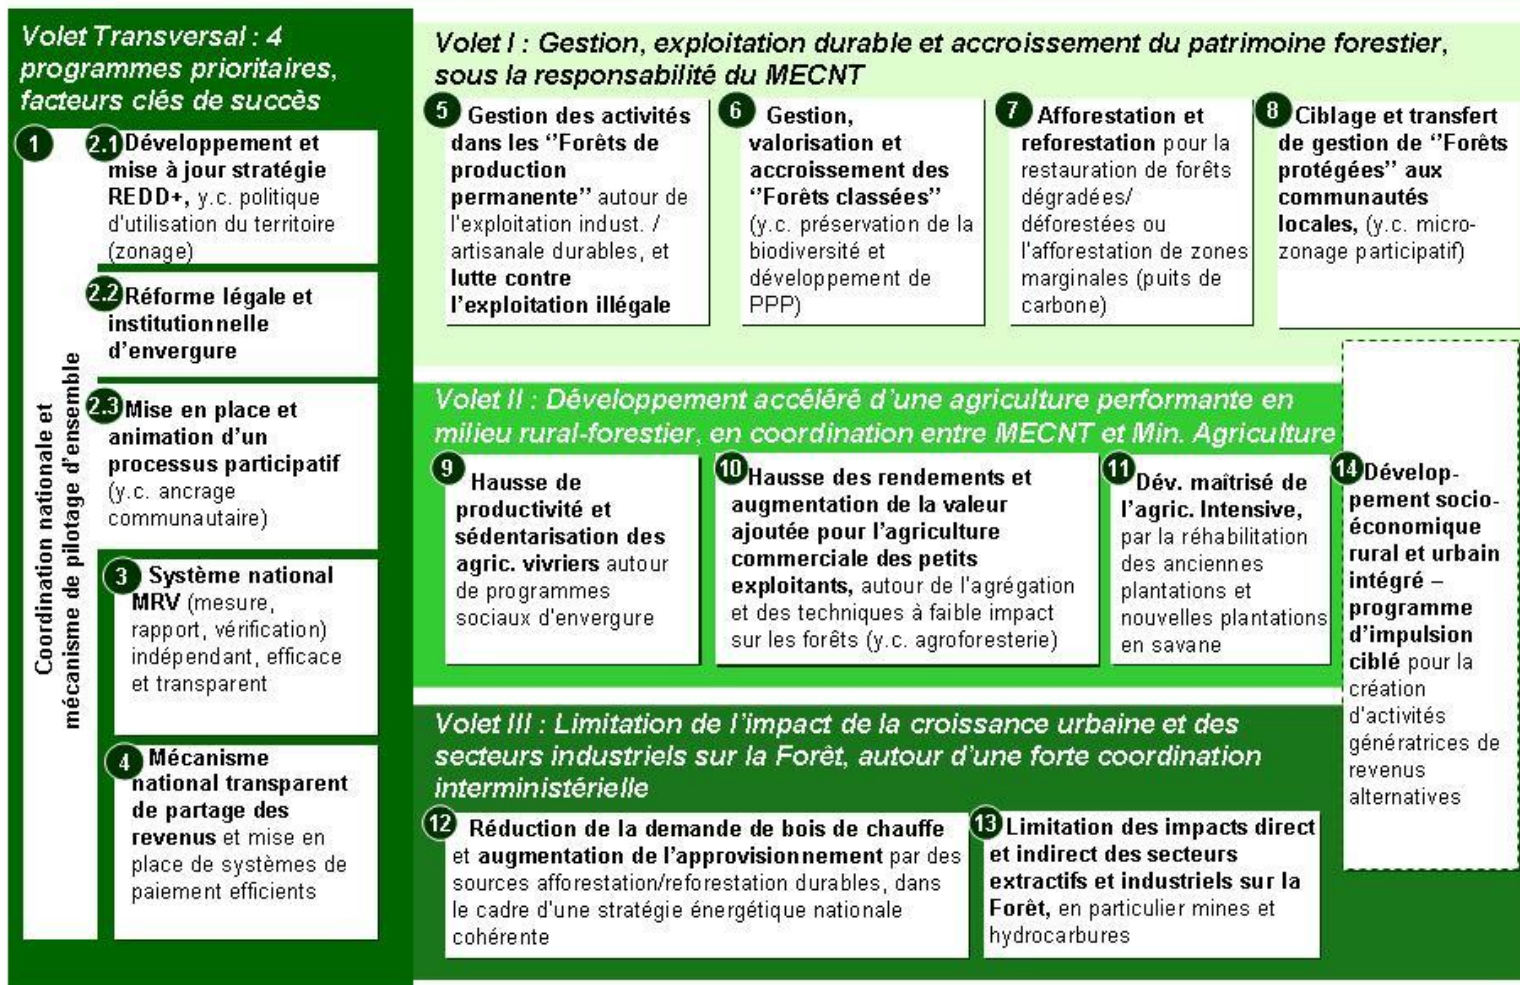 Volet Transversal : 4
programmes prioritaires,
facteurs clés de succès
1
Coordination nationale et
mécanisme de pilotage d'ensemble
2.1 Développement et
mise à jour stratégie
REDD+, y.c. politique
d'utilisation du territoire
(zonage)
2.2 Réforme légale et
institutionnelle
d'envergure
2.3 Mise en place et
animation d'un
processus participatif
(y.c. ancrage
communautaire)
3 Système national
MRV (mesure,
rapport, vérification)
indépendant, efficace
et transparent
4 Mécanisme
national transparent
de partage des
revenus et mise en
place de systèmes de
paiement efficients
Volet I : Gestion, exploitation durable et accroissement du patrimoine forestier,
sous la responsabilité du MECNT
5 Gestion des activités
dans les ‘’Forêts de
production
permanente’’ autour de
l'exploitation indust. /
artisanale durables, et
lutte contre
l'exploitation illégale
6 Gestion,
valorisation et
accroissement des
‘’Forêts classées’’
(y.c. préservation de la
biodiversité et
développement de
PPP)
7 Afforestation et
reforestation pour la
restauration de forêts
dégradées/
déforestées ou
l'afforestation de zones
marginales (puits de
carbone)
8 Ciblage et transfert
de gestion de ‘’Forêts
protégées’’ aux
communautés
locales, (y.c. micro-
zonage participatif)
Volet II : Développement accéléré d'une agriculture performante en
milieu rural-forestier, en coordination entre MECNT et Min. Agriculture
9 Hausse de
productivité et
sédentarisation des
agric. vivriers autour
de programmes
sociaux d'envergure
10 Hausse des rendements et
augmentation de la valeur
ajoutée pour l'agriculture
commerciale des petits
exploitants, autour de l'agrégation
et des techniques à faible impact
sur les forêts (y.c. agroforesterie)
11 Dév. maîtrisé de
l'agric. Intensive,
par la réhabilitation
des anciennes
plantations et
nouvelles plantations
en savane
14 Dévelop-
pement socio-
économique
rural et urbain
intégré –
programme
d'impulsion
ciblé pour la
création
d'activités
génératrices de
revenus
alternatives
Volet III : Limitation de l'impact de la croissance urbaine et des
secteurs industriels sur la Forêt, autour d'une forte coordination
interministérielle
12 Réduction de la demande de bois de chauffe
et augmentation de l'approvisionnement par des
sources afforestation/reforestation durables, dans
le cadre d'une stratégie énergétique nationale
cohérente
13 Limitation des impacts direct
et indirect des secteurs
extractifs et industriels sur la
Forêt, en particulier mines et
hydrocarbures